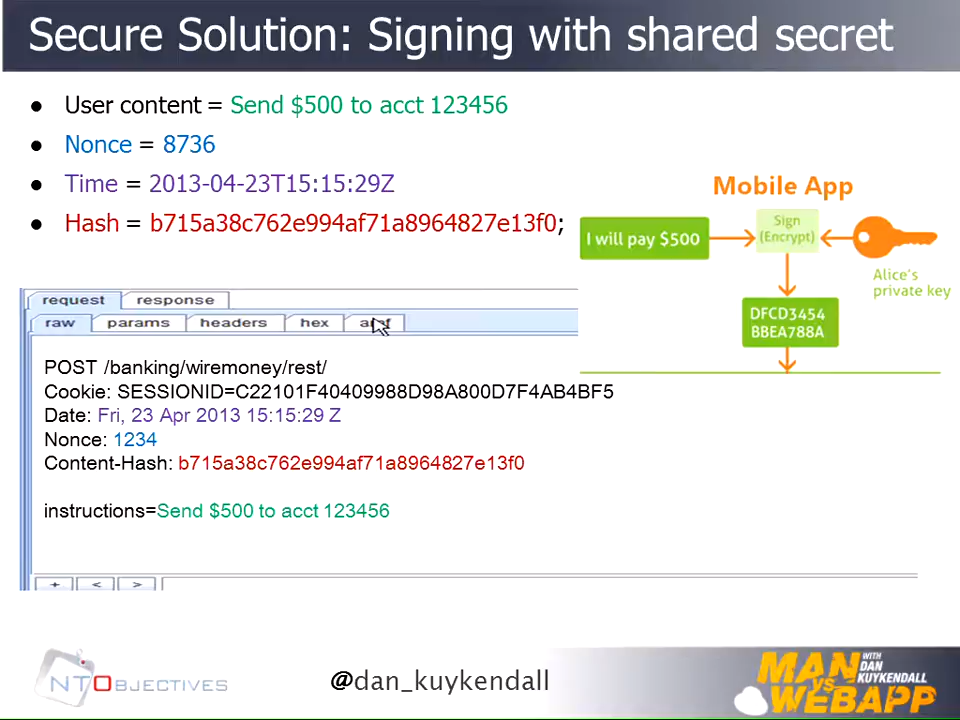 Secure Solution: Signing with shared secret
● User content = Send $500 to acct 123456
● Nonce = 8736
● Time = 2013-04-23T15:15:29Z
● Hash = b715a38c762e994af71a8964827e13f0;
Mobile App
I will pay $500
Sign
(Encrypt)
Alice's
private key
DFCD3454
BBEA788A
request response
raw params headers hex
POST /banking/wiremoney/rest/
Cookie: SESSIONID=C22101F40409988D98A800D7F4AB4BF5
Date: Fri, 23 Apr 2013 15:15:29 Z
Nonce: 1234
Content-Hash: b715a38c762e994af71a8964827e13f0
instructions=Send $500 to acct 123456
+ < >
NTOBJECTIVES
@dan_kuykendall
MAN VS WEBAPP
WITH
DAN
KUYKENDALL